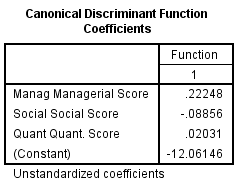 Canonical Discriminant Function
Coefficients
Function
1
Manag Managerial Score .22248
Social Social Score -.08856
Quant Quant. Score .02031
(Constant) -12.06146
Unstandardized coefficients